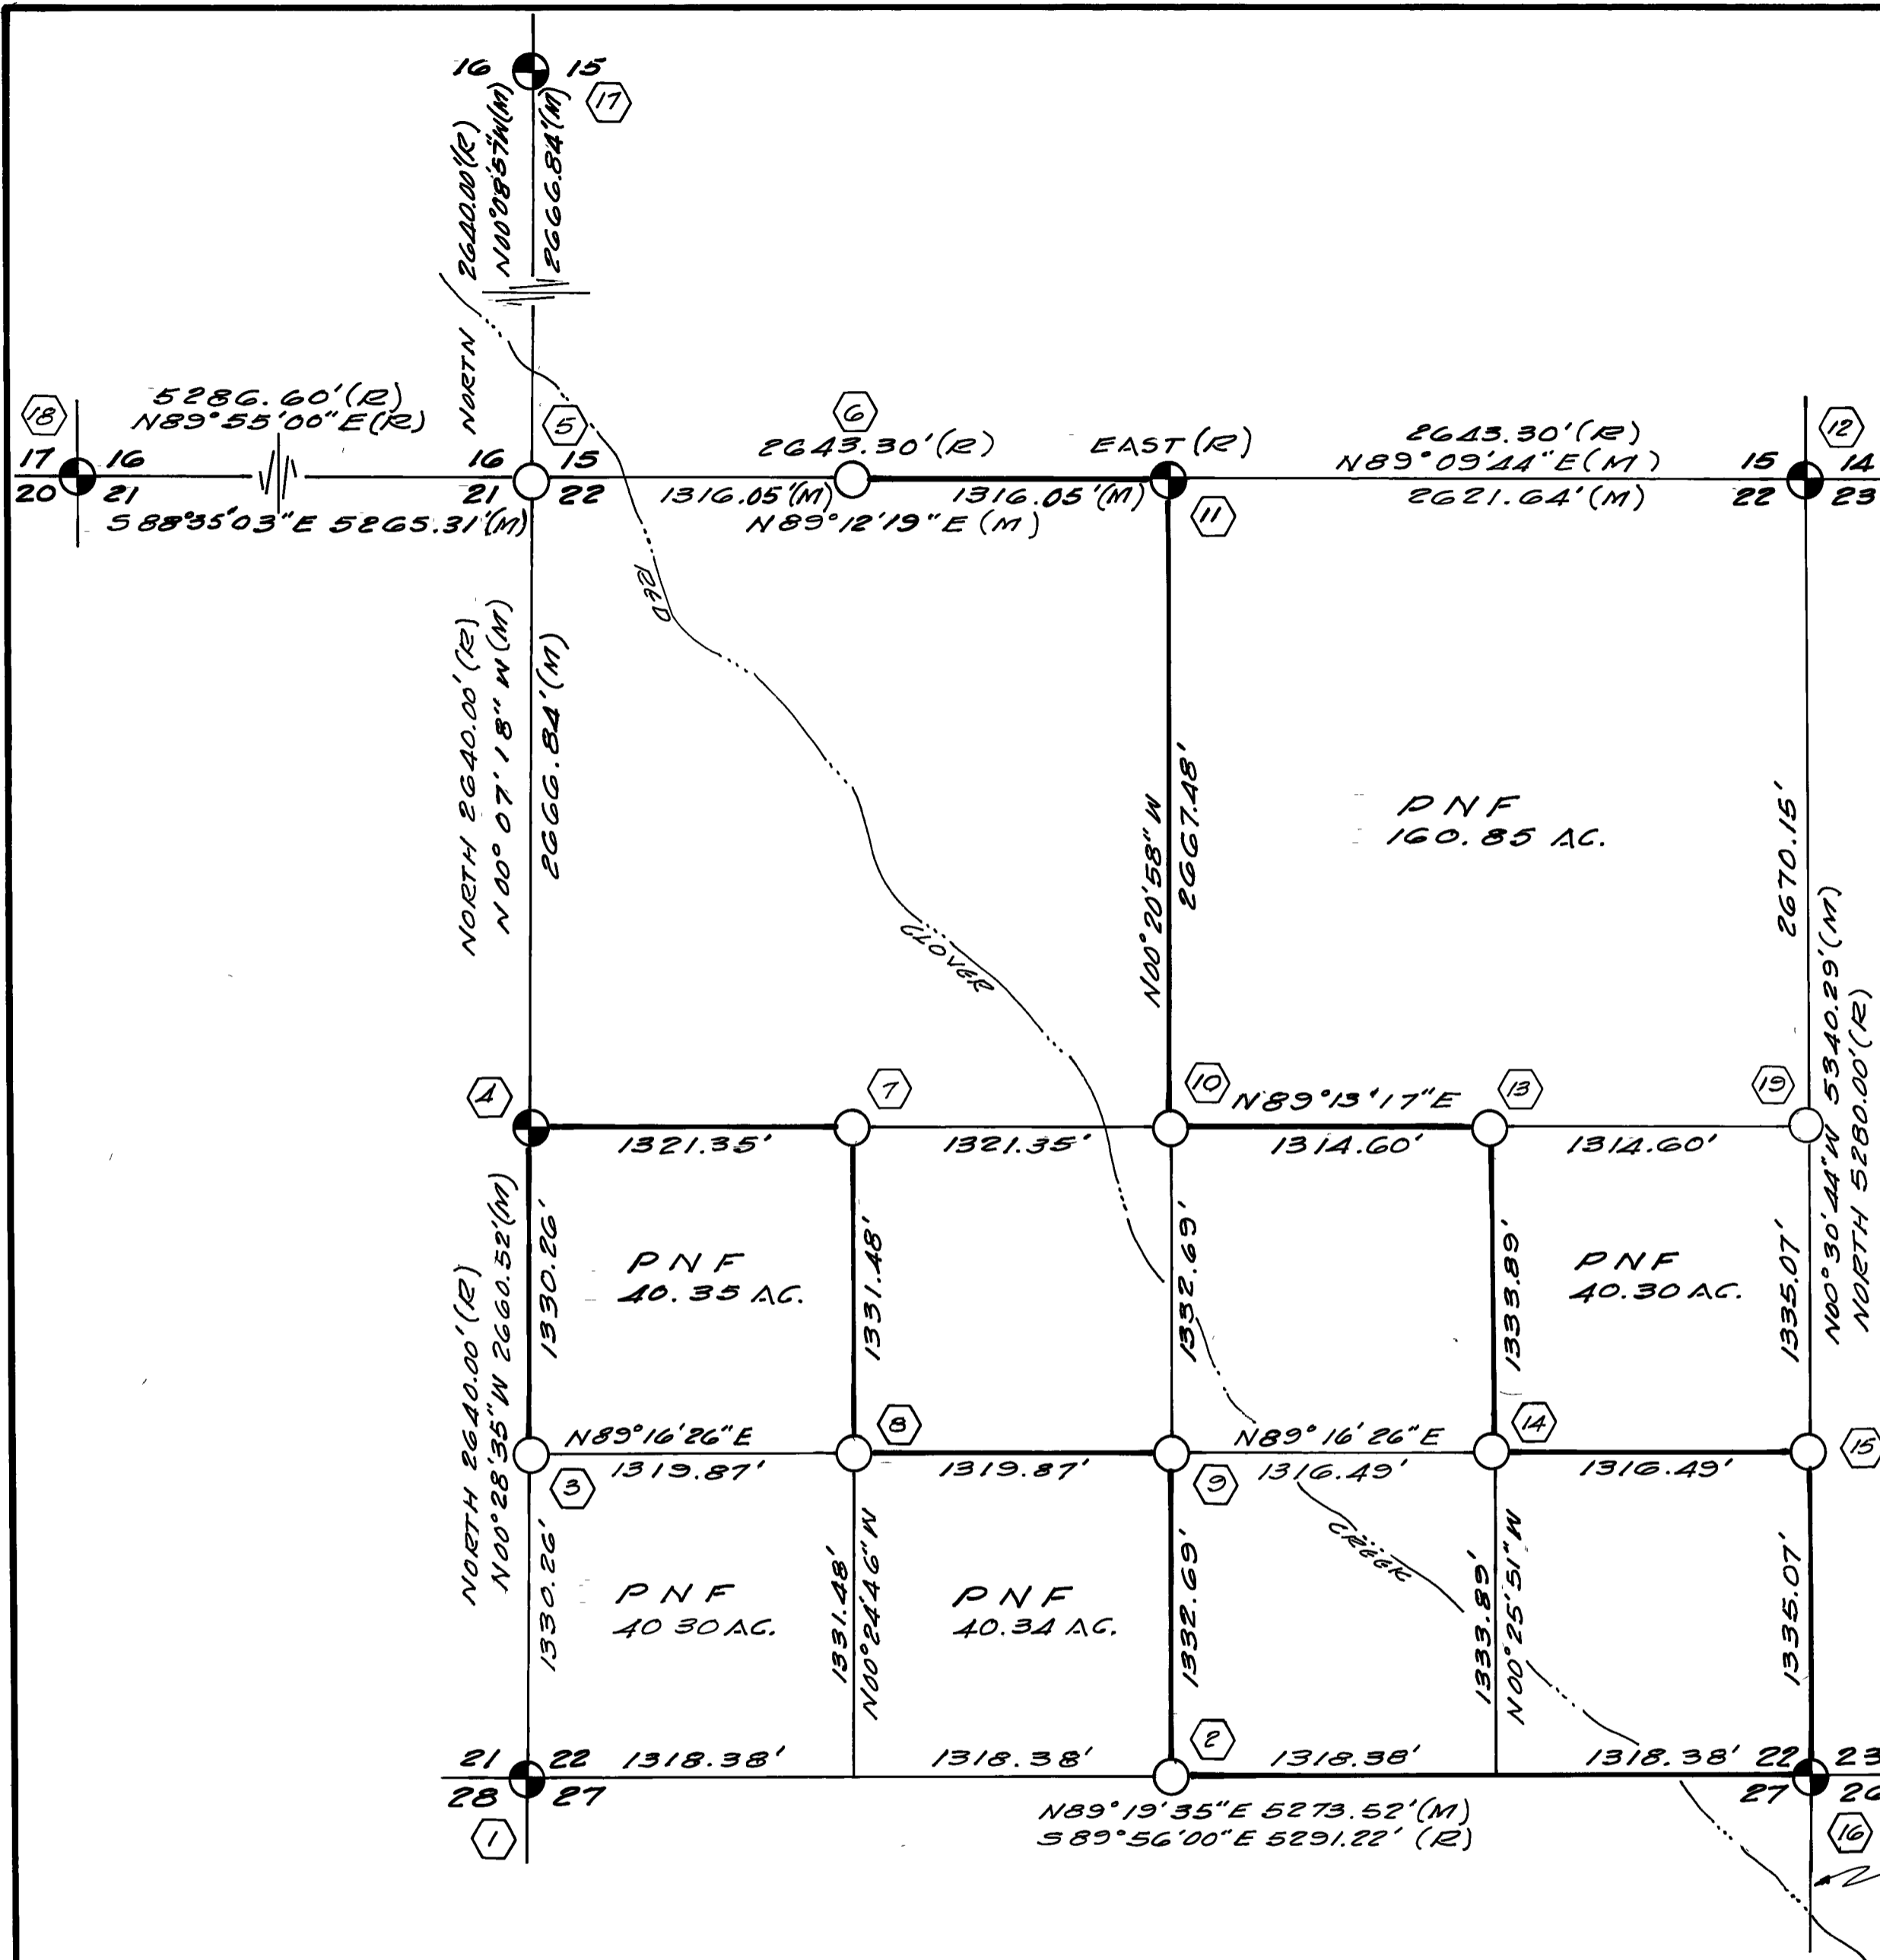 16 15
17
2640.00'(R)
N00°08'57"W(M)
2666.84'(M)
NORTH
18
5286.60'(R)
N89°55'00"E(R)
17 16
20 21
S88°35'03"E 5265.31'(M)
5
16 15
21 22
6
2643.30'(R)
EAST(R)
1316.05'(M)
1316.05'(M)
N89°12'19"E (M)
11
2643.30'(R)
N89°09'44"E(M)
2621.64'(M)
12
15 14
22 23
OLD
NORTH 2640.00'(R)
N00°07'18"W(M)
2666.84'(M)
CLOVER
N00°20'58"W
2667.48'
PNF
160.85 AC.
2670.15'
N00°30'44"W 5340.29'(M)
NORTH 5280.00'(R)
4
7
10
N89°13'17"E
13
19
1321.35'
1321.35'
1314.60'
1314.60'
NORTH 2640.00'(R)
N00°28'35"W 2660.52'(M)
1330.26'
PNF
40.35 AC.
1331.48'
1332.69'
1333.89'
PNF
40.30 AC.
1335.07'
N89°16'26"E
8
N89°16'26"E
14
15
3
1319.87'
1319.87'
9
1316.49'
1316.49'
1330.26'
PNF
40 30 AC.
1331.48'
N00°24'46"W
PNF
40.34 AC.
1332.69'
CREEK
1333.89'
N00°25'51"W
1335.07'
2
21 22
28 27
1
1318.38'
1318.38'
1318.38'
1318.38'
22 23
27 26
16
N89°19'35"E 5273.52'(M)
S89°56'00"E 5291.22' (R)